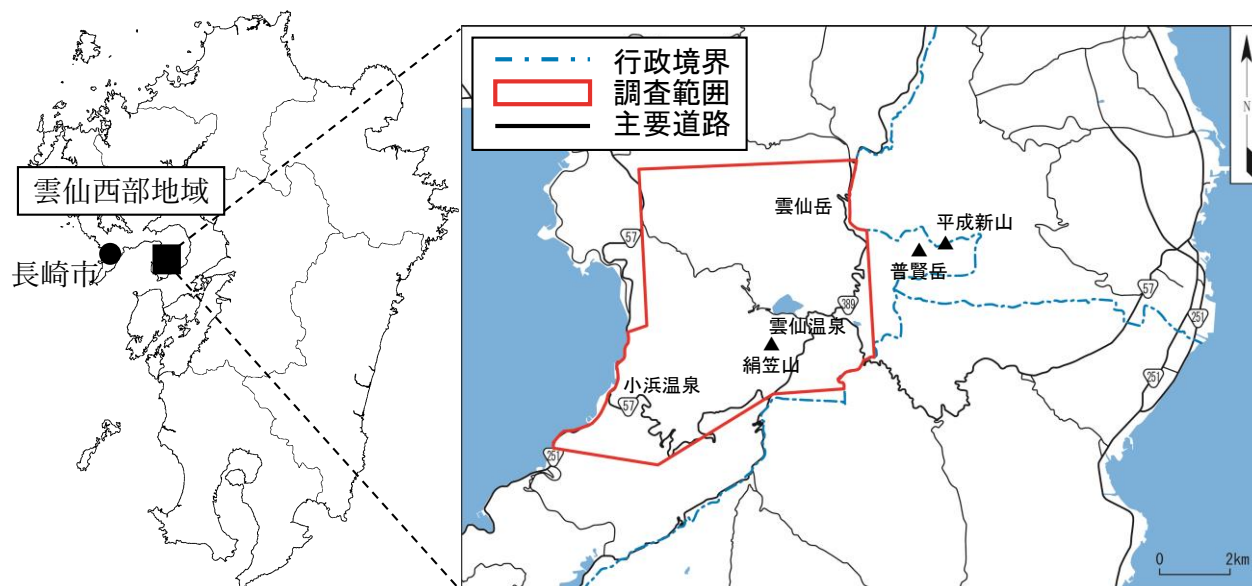 雲仙西部地域
長崎市
行政境界
調査範囲
主要道路
N
雲仙岳
平成新山
普賢岳
57
389
57
251
雲仙温泉
絹笠山
小浜温泉
57
251
251
0 2km